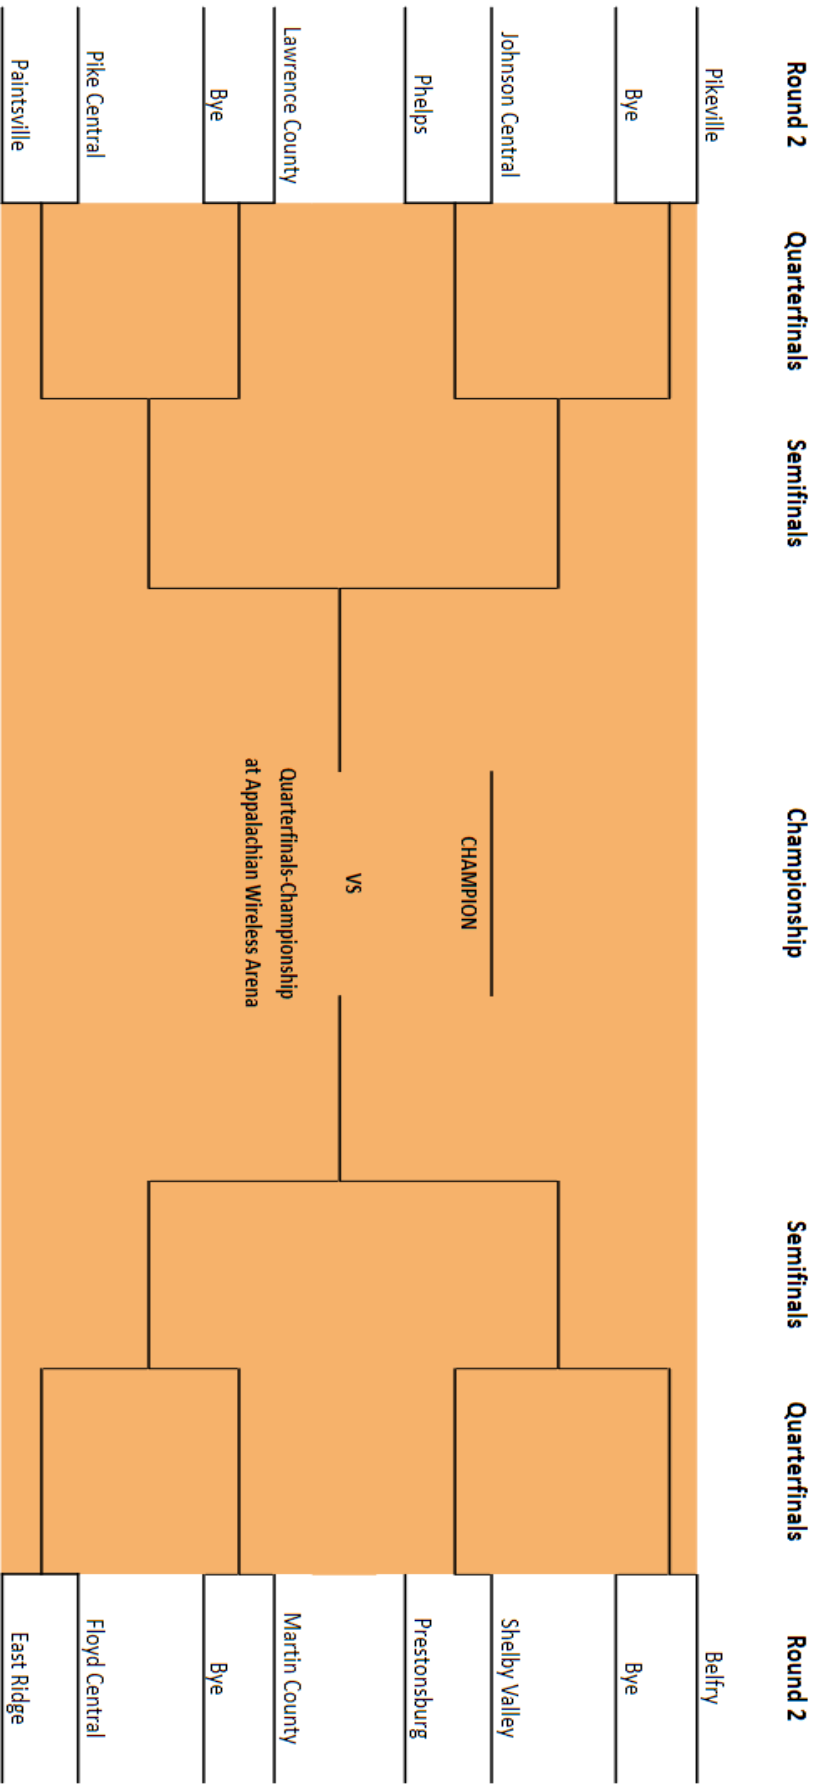 Round 2
Quarterfinals
Semifinals
Championship
Semifinals
Quarterfinals
Round 2
Pikeville
Bye
Johnson Central
Phelps
Lawrence County
Bye
Pike Central
Paintsville
CHAMPION
VS
Quarterfinals-Championship
at Appalachian Wireless Arena
Belfry
Bye
Shelby Valley
Prestonsburg
Martin County
Bye
Floyd Central
East Ridge